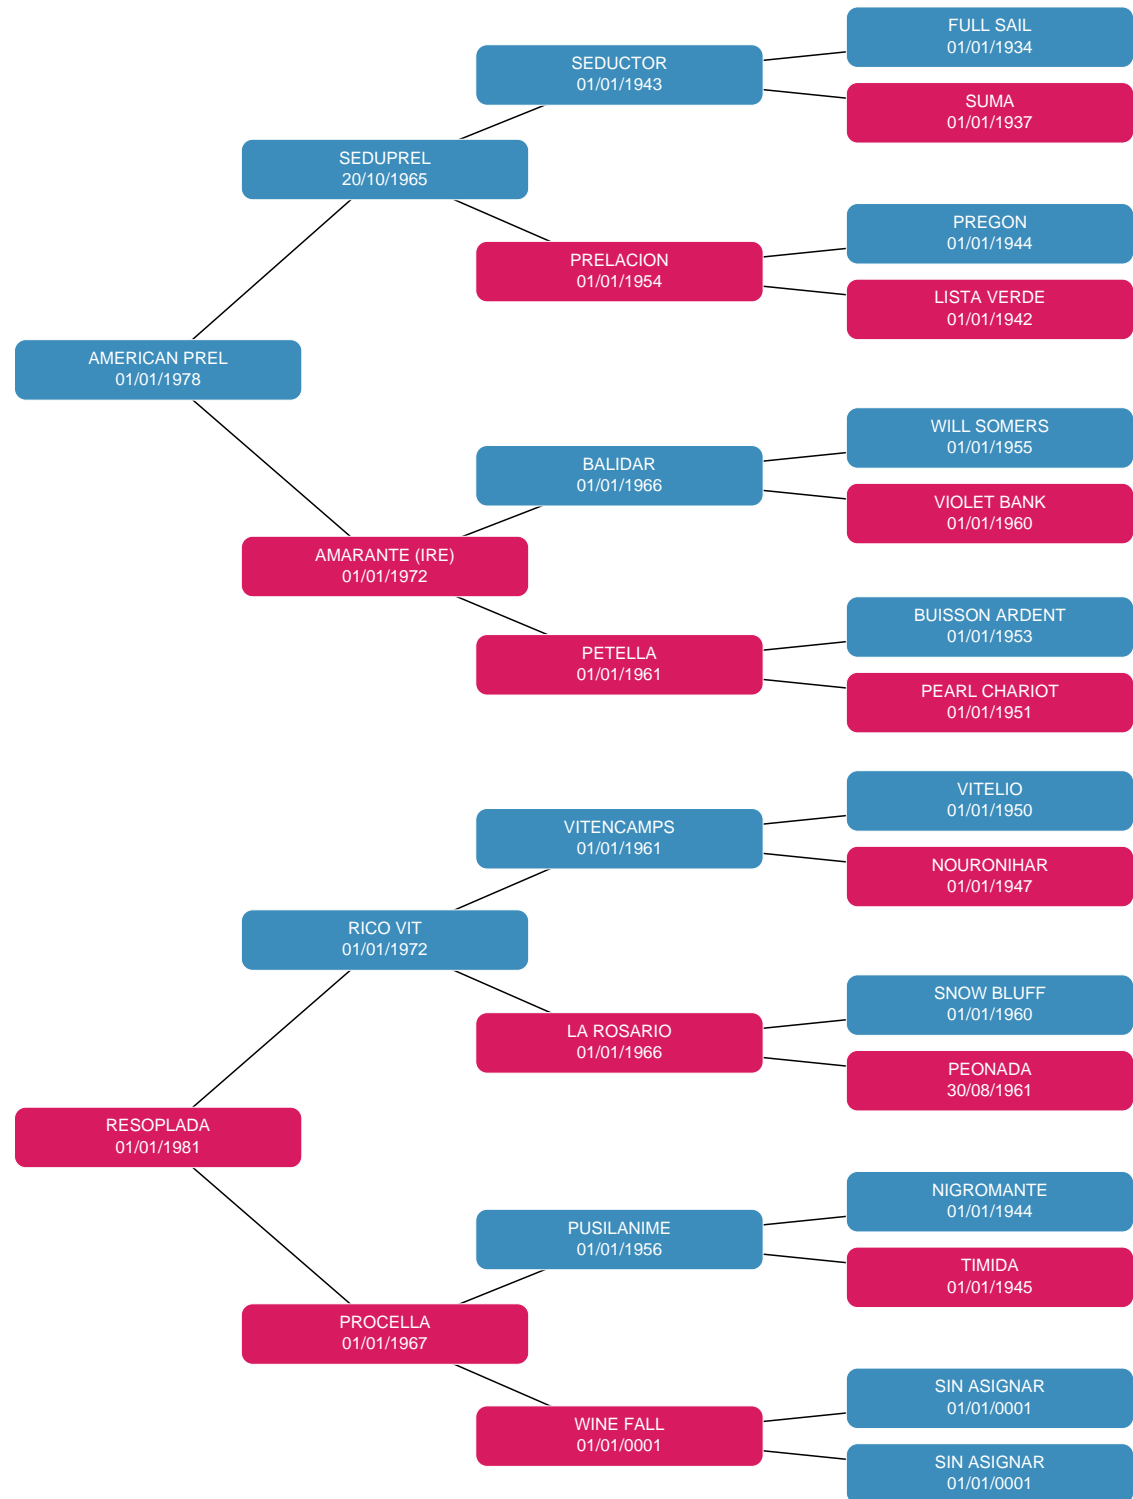 FULL SAIL
01/01/1934
SEDUCTOR
01/01/1943
SUMA
01/01/1937
SEDUPREL
20/10/1965
PREGON
01/01/1944
PRELACION
01/01/1954
LISTA VERDE
01/01/1942
AMERICAN PREL
01/01/1978
WILL SOMERS
01/01/1955
BALIDAR
01/01/1966
VIOLET BANK
01/01/1960
AMARANTE (IRE)
01/01/1972
BUISSON ARDENT
01/01/1953
PETELLA
01/01/1961
PEARL CHARIOT
01/01/1951
VITELIO
01/01/1950
VITENCAMPS
01/01/1961
NOURONIHAR
01/01/1947
RICO VIT
01/01/1972
SNOW BLUFF
01/01/1960
LA ROSARIO
01/01/1966
PEONADA
30/08/1961
RESOPLADA
01/01/1981
NIGROMANTE
01/01/1944
PUSILANIME
01/01/1956
TIMIDA
01/01/1945
PROCELLA
01/01/1967
SIN ASIGNAR
01/01/0001
WINE FALL
01/01/0001
SIN ASIGNAR
01/01/0001